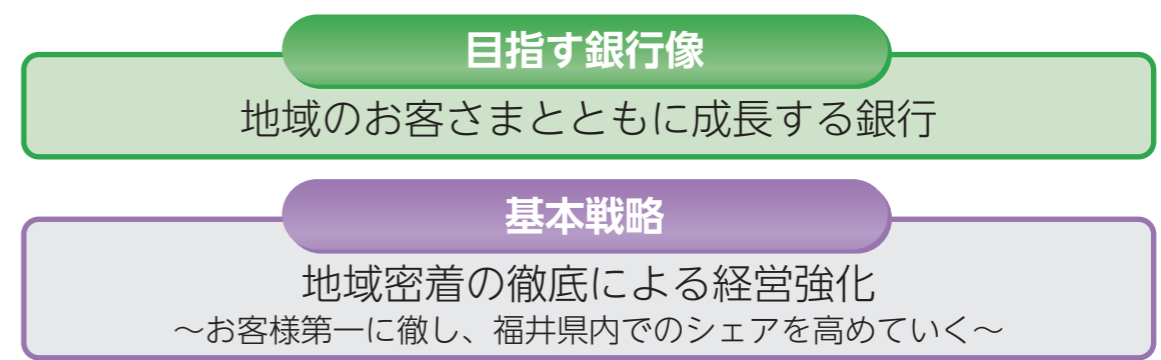 目指す銀行像
地域のお客さまとともに成長する銀行
基本戦略
地域密着の徹底による経営強化
～お客様第一に徹し、福井県内でのシェアを高めていく～